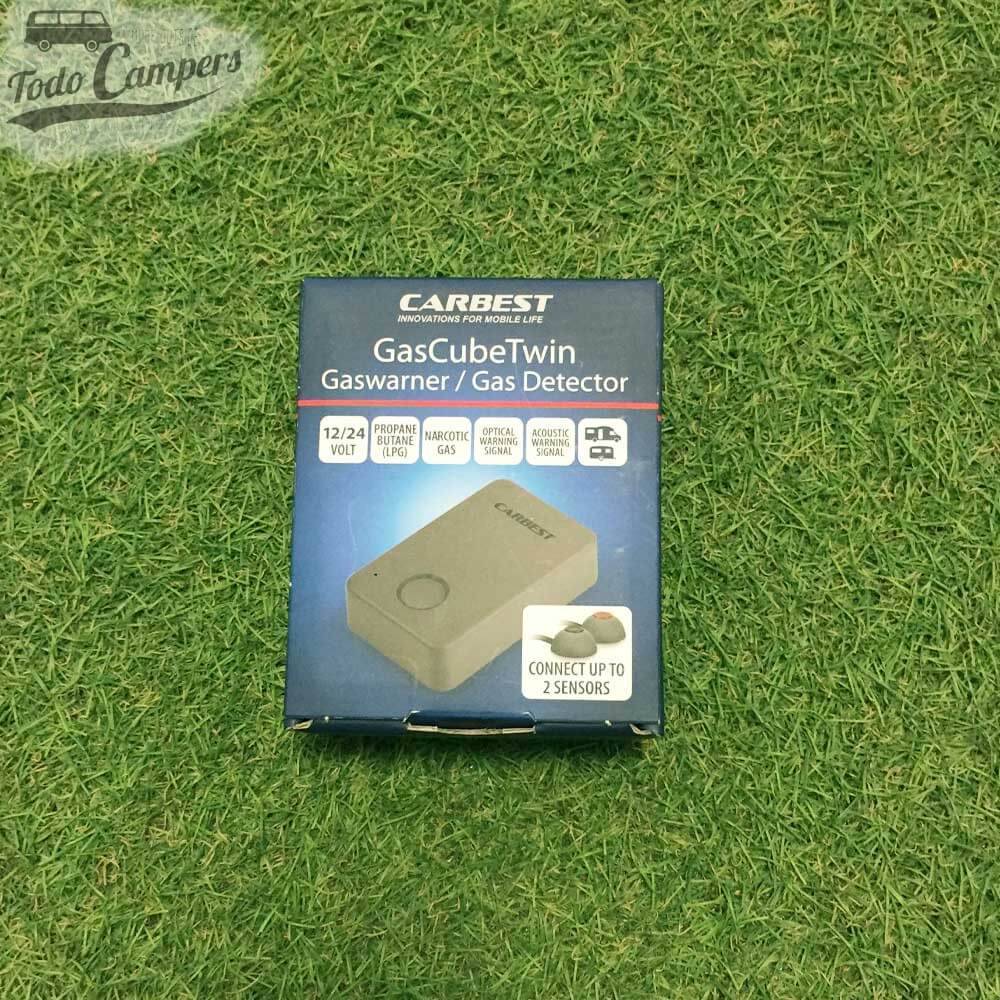 Todo Campers
CARBEST
INNOVATIONS FOR MOBILE LIFE
GasCubeTwin
Gaswarner / Gas Detector
12/24
VOLT
PROPANE
BUTANE
(LPG)
NARCOTIC
GAS
OPTICAL
WARNING
SIGNAL
ACOUSTIC
WARNING
SIGNAL
CARBEST
CONNECT UP TO
2 SENSORS